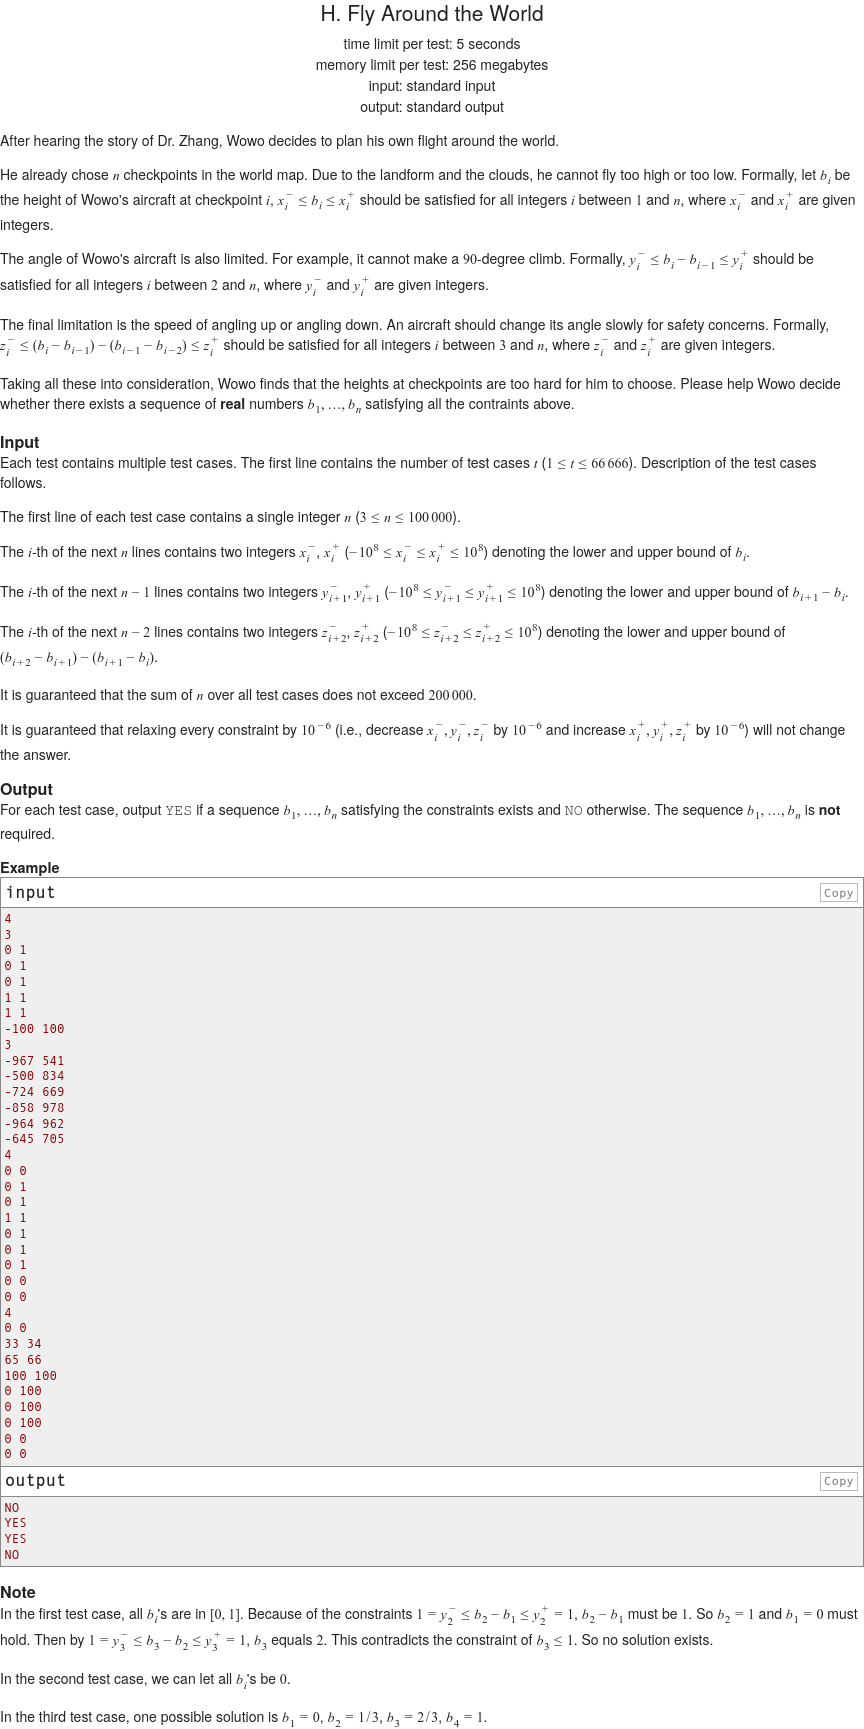 H. Fly Around the World
time limit per test: 5 seconds
memory limit per test: 256 megabytes
input: standard input
output: standard output
After hearing the story of Dr. Zhang, Wowo decides to plan his own flight around the world.
He already chose n checkpoints in the world map. Due to the landform and the clouds, he cannot fly too high or too low. Formally, let b_i be
the height of Wowo's aircraft at checkpoint i, x_i^- ≤ b_i ≤ x_i^+ should be satisfied for all integers i between 1 and n, where x_i^- and x_i^+ are given
integers.
The angle of Wowo's aircraft is also limited. For example, it cannot make a 90-degree climb. Formally, y_i^- ≤ b_i − b_{i−1} ≤ y_i^+ should be
satisfied for all integers i between 2 and n, where y_i^- and y_i^+ are given integers.
The final limitation is the speed of angling up or angling down. An aircraft should change its angle slowly for safety concerns. Formally,
z_i^- ≤ (b_i − b_{i−1}) − (b_{i−1} − b_{i−2}) ≤ z_i^+ should be satisfied for all integers i between 3 and n, where z_i^- and z_i^+ are given integers.
Taking all these into consideration, Wowo finds that the heights at checkpoints are too hard for him to choose. Please help Wowo decide
whether there exists a sequence of real numbers b_1, …, b_n satisfying all the contraints above.
Input
Each test contains multiple test cases. The first line contains the number of test cases t (1 ≤ t ≤ 66 666). Description of the test cases
follows.
The first line of each test case contains a single integer n (3 ≤ n ≤ 100 000).
The i-th of the next n lines contains two integers x_i^-, x_i^+ (−10^8 ≤ x_i^- ≤ x_i^+ ≤ 10^8) denoting the lower and upper bound of b_i.
The i-th of the next n − 1 lines contains two integers y_{i+1}^-, y_{i+1}^+ (−10^8 ≤ y_{i+1}^- ≤ y_{i+1}^+ ≤ 10^8) denoting the lower and upper bound of b_{i+1} − b_i.
The i-th of the next n − 2 lines contains two integers z_{i+2}^-, z_{i+2}^+ (−10^8 ≤ z_{i+2}^- ≤ z_{i+2}^+ ≤ 10^8) denoting the lower and upper bound of
(b_{i+2} − b_{i+1}) − (b_{i+1} − b_i).
It is guaranteed that the sum of n over all test cases does not exceed 200 000.
It is guaranteed that relaxing every constraint by 10^{−6} (i.e., decrease x_i^-, y_i^-, z_i^- by 10^{−6} and increase x_i^+, y_i^+, z_i^+ by 10^{−6}) will not change
the answer.
Output
For each test case, output YES if a sequence b_1, …, b_n satisfying the constraints exists and NO otherwise. The sequence b_1, …, b_n is not
required.
Example
input
Copy
4
3
0 1
0 1
0 1
1 1
1 1
-100 100
3
-967 541
-500 834
-724 669
-858 978
-964 962
-645 705
4
0 0
0 1
0 1
1 1
0 1
0 1
0 1
0 0
0 0
4
0 0
33 34
65 66
100 100
0 100
0 100
0 100
0 0
0 0
output
Copy
NO
YES
YES
NO
Note
In the first test case, all b_i's are in [0, 1]. Because of the constraints 1 = y_2^- ≤ b_2 − b_1 ≤ y_2^+ = 1, b_2 − b_1 must be 1. So b_2 = 1 and b_1 = 0 must
hold. Then by 1 = y_3^- ≤ b_3 − b_2 ≤ y_3^+ = 1, b_3 equals 2. This contradicts the constraint of b_3 ≤ 1. So no solution exists.
In the second test case, we can let all b_i's be 0.
In the third test case, one possible solution is b_1 = 0, b_2 = 1/3, b_3 = 2/3, b_4 = 1.